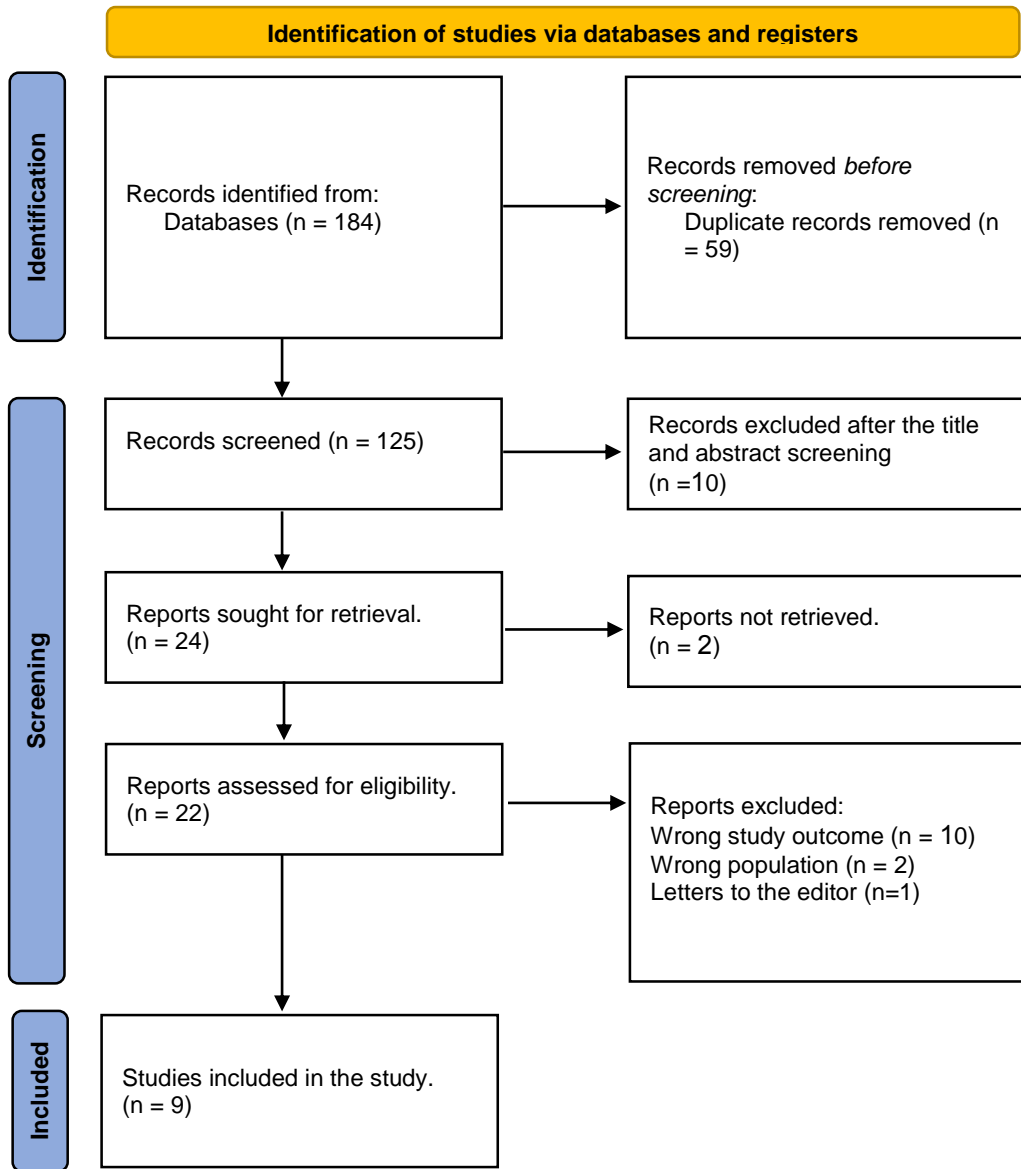 Identification of studies via databases and registers
Identification
Records identified from:
Databases (n = 184)
Records removed before
screening:
Duplicate records removed (n
= 59)
Screening
Records screened (n = 125)
Records excluded after the title
and abstract screening
(n =10)
Reports sought for retrieval.
(n = 24)
Reports not retrieved.
(n = 2)
Reports assessed for eligibility.
(n = 22)
Reports excluded:
Wrong study outcome (n = 10)
Wrong population (n = 2)
Letters to the editor (n=1)
Included
Studies included in the study.
(n = 9)